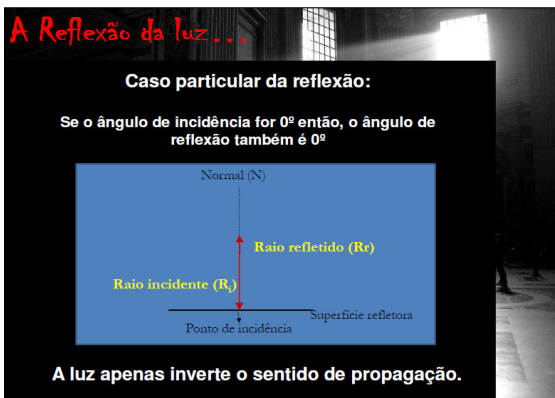 A Reflexão da luz...
Caso particular da reflexão:
Se o ângulo de incidência for 0º então, o ângulo de
reflexão também é 0º
Normal (N)
Raio refletido (Rr)
Raio incidente (Ri)
Superfície refletora
Ponto de incidência
A luz apenas inverte o sentido de propagação.